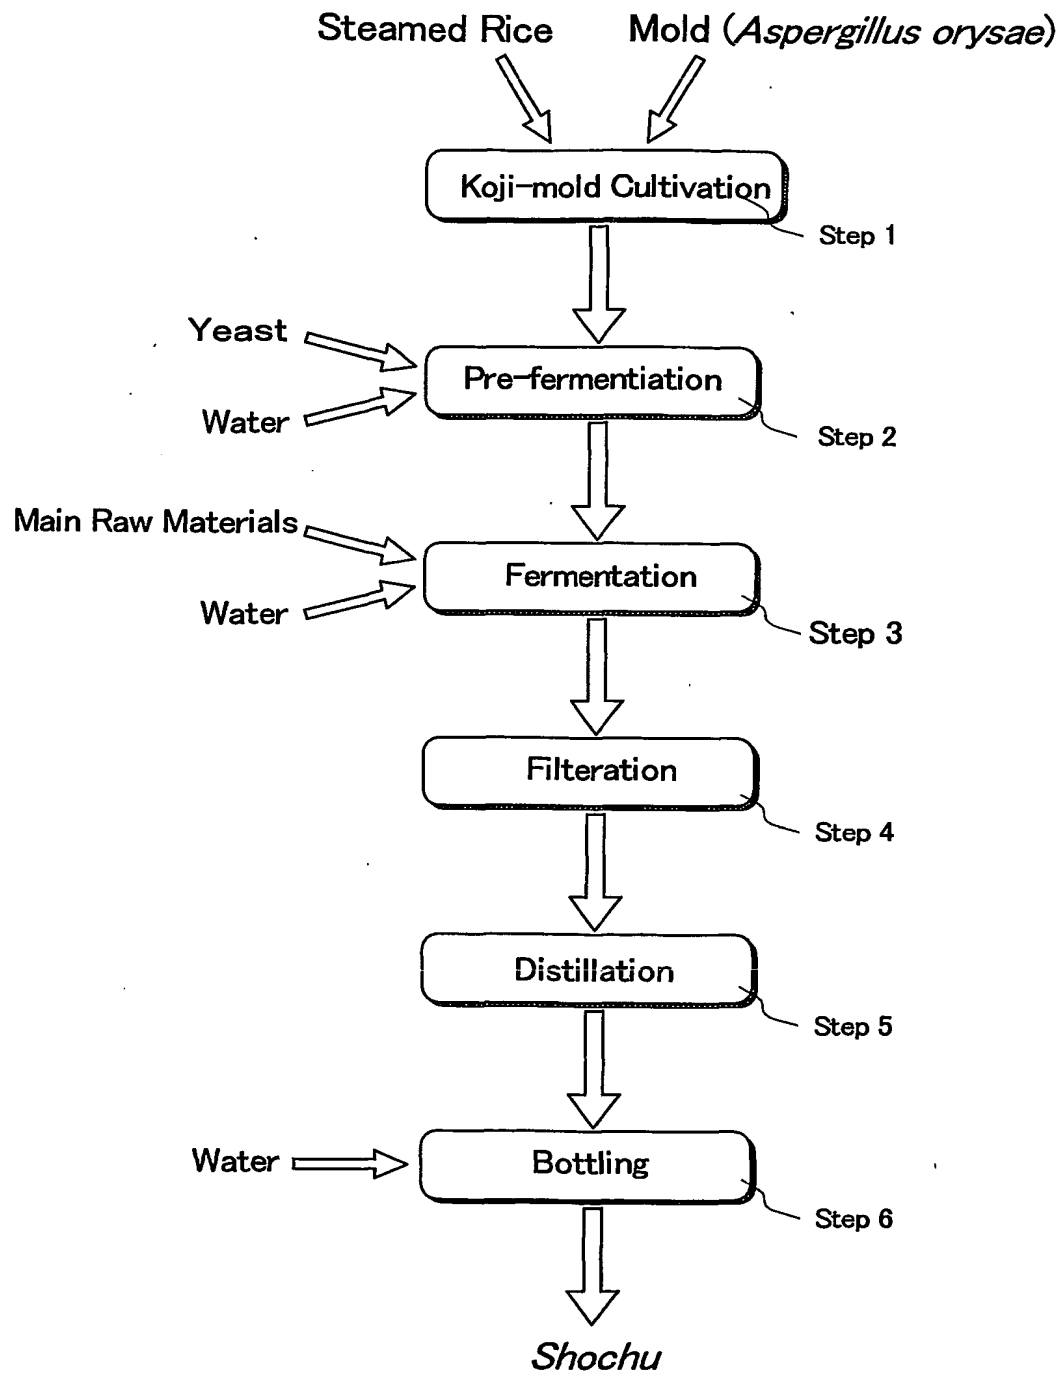 Steamed Rice
Mold (Aspergillus orysae)
Koji-mold Cultivation
Step 1
Yeast
Pre-fermentiation
Water
Step 2
Main Raw Materials
Fermentation
Water
Step 3
Filteration
Step 4
Distillation
Step 5
Water
Bottling
Step 6
Shochu